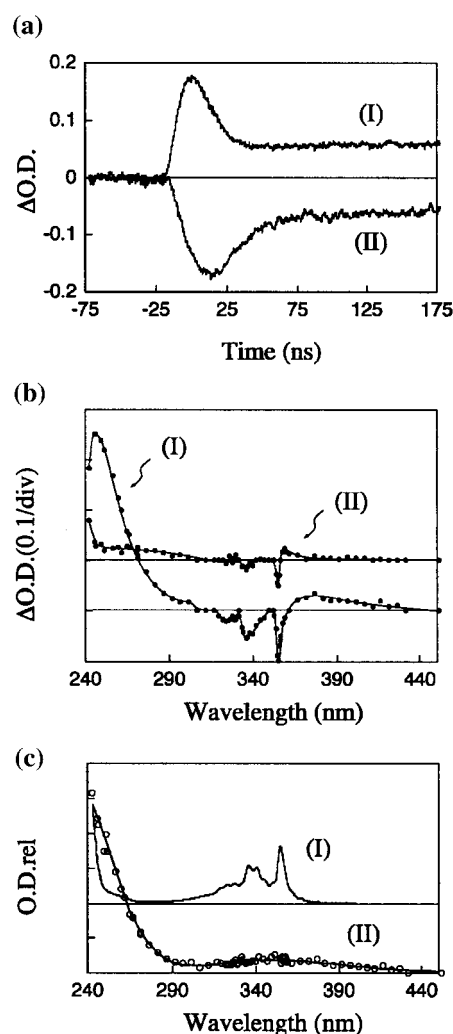 (a)
0.2
0.1
0
-0.1
-0.2
ΔO.D.
(I)
(II)
-75 -25 25 75 125 175
Time (ns)
(b)
ΔO.D.(0.1/div)
(I)
(II)
240 290 340 390 440
Wavelength (nm)
(c)
O.D.rel
(I)
(II)
240 290 340 390 440
Wavelength (nm)